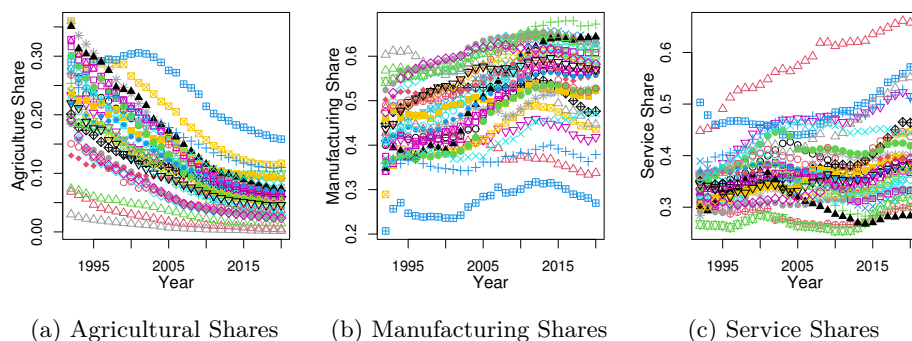 Agriculture Share
0.00 0.10 0.20 0.30
1995 2005 2015
Year
Manufacturing Share
0.2 0.3 0.4 0.5 0.6
1995 2005 2015
Year
Service Share
0.3 0.4 0.5 0.6
1995 2005 2015
Year
(a) Agricultural Shares
(b) Manufacturing Shares
(c) Service Shares